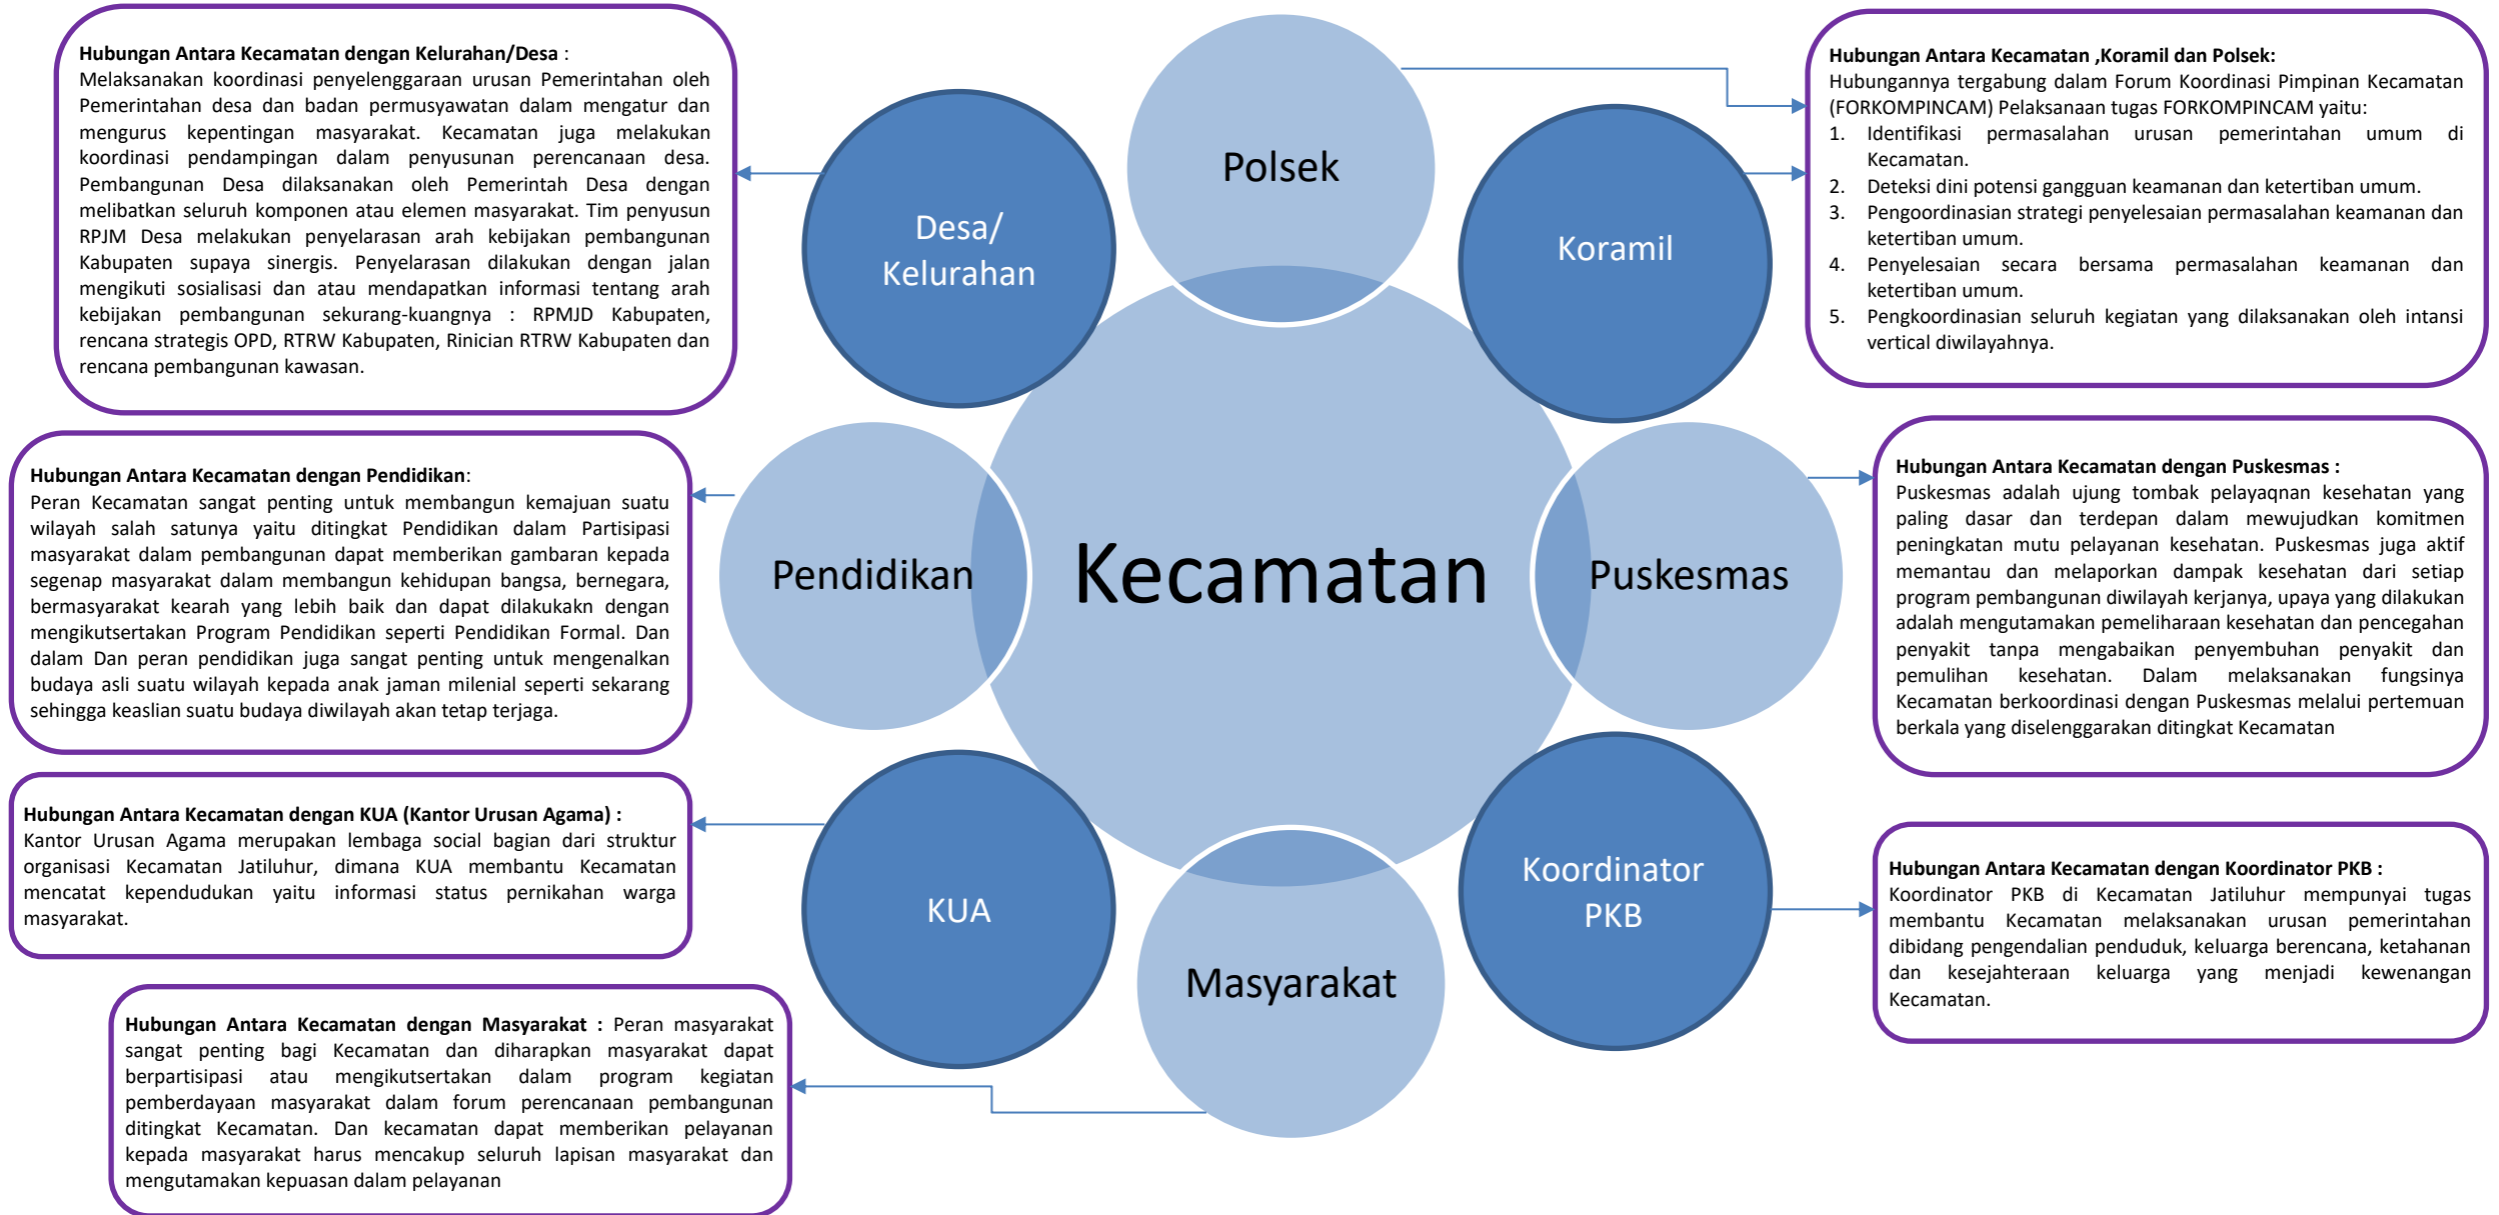 Hubungan Antara Kecamatan dengan Kelurahan/Desa :
Melaksanakan koordinasi penyelenggaraan urusan Pemerintahan oleh
Pemerintahan desa dan badan permusyawatan dalam mengatur dan
mengurus kepentingan masyarakat. Kecamatan juga melakukan
koordinasi pendampingan dalam penyusunan perencanaan desa.
Pembangunan Desa dilaksanakan oleh Pemerintah Desa dengan
melibatkan seluruh komponen atau elemen masyarakat. Tim penyusun
RPJM Desa melakukan penyelarasan arah kebijakan pembangunan
Kabupaten supaya sinergis. Penyelarasan dilakukan dengan jalan
mengikuti sosialisasi dan atau mendapatkan informasi tentang arah
kebijakan pembangunan sekurang-kuangnya : RPMJD Kabupaten,
rencana strategis OPD, RTRW Kabupaten, Rinician RTRW Kabupaten dan
rencana pembangunan kawasan.
Hubungan Antara Kecamatan dengan Pendidikan:
Peran Kecamatan sangat penting untuk membangun kemajuan suatu
wilayah salah satunya yaitu ditingkat Pendidikan dalam Partisipasi
masyarakat dalam pembangunan dapat memberikan gambaran kepada
segenap masyarakat dalam membangun kehidupan bangsa, bernegara,
bermasyarakat kearah yang lebih baik dan dapat dilakukakn dengan
mengikutsertakan Program Pendidikan seperti Pendidikan Formal. Dan
dalam Dan peran pendidikan juga sangat penting untuk mengenalkan
budaya asli suatu wilayah kepada anak jaman milenial seperti sekarang
sehingga keaslian suatu budaya diwilayah akan tetap terjaga.
Hubungan Antara Kecamatan dengan KUA (Kantor Urusan Agama) :
Kantor Urusan Agama merupakan lembaga social bagian dari struktur
organisasi Kecamatan Jatiluhur, dimana KUA membantu Kecamatan
mencatat kependudukan yaitu informasi status pernikahan warga
masyarakat.
Hubungan Antara Kecamatan dengan Masyarakat : Peran masyarakat
sangat penting bagi Kecamatan dan diharapkan masyarakat dapat
berpartisipasi atau mengikutsertakan dalam program kegiatan
pemberdayaan masyarakat dalam forum perencanaan pembangunan
ditingkat Kecamatan. Dan kecamatan dapat memberikan pelayanan
kepada masyarakat harus mencakup seluruh lapisan masyarakat dan
mengutamakan kepuasan dalam pelayanan
Polsek
Desa/
Kelurahan
Koramil
Pendidikan
Kecamatan
Puskesmas
KUA
Koordinator
PKB
Masyarakat
Hubungan Antara Kecamatan ,Koramil dan Polsek:
Hubungannya tergabung dalam Forum Koordinasi Pimpinan Kecamatan
(FORKOMPINCAM) Pelaksanaan tugas FORKOMPINCAM yaitu:
1. Identifikasi permasalahan urusan pemerintahan umum di
Kecamatan.
2. Deteksi dini potensi gangguan keamanan dan ketertiban umum.
3. Pengoordinasian strategi penyelesaian permasalahan keamanan dan
ketertiban umum.
4. Penyelesaian secara bersama permasalahan keamanan dan
ketertiban umum.
5. Pengkoordinasian seluruh kegiatan yang dilaksanakan oleh intansi
vertical diwilayahnya.
Hubungan Antara Kecamatan dengan Puskesmas :
Puskesmas adalah ujung tombak pelayaqnan kesehatan yang
paling dasar dan terdepan dalam mewujudkan komitmen
peningkatan mutu pelayanan kesehatan. Puskesmas juga aktif
memantau dan melaporkan dampak kesehatan dari setiap
program pembangunan diwilayah kerjanya, upaya yang dilakukan
adalah mengutamakan pemeliharaan kesehatan dan pencegahan
penyakit tanpa mengabaikan penyembuhan penyakit dan
pemulihan kesehatan. Dalam melaksanakan fungsinya
Kecamatan berkoordinasi dengan Puskesmas melalui pertemuan
berkala yang diselenggarakan ditingkat Kecamatan
Hubungan Antara Kecamatan dengan Koordinator PKB :
Koordinator PKB di Kecamatan Jatiluhur mempunyai tugas
membantu Kecamatan melaksanakan urusan pemerintahan
dibidang pengendalian penduduk, keluarga berencana, ketahanan
dan kesejahteraan keluarga yang menjadi kewenangan
Kecamatan.